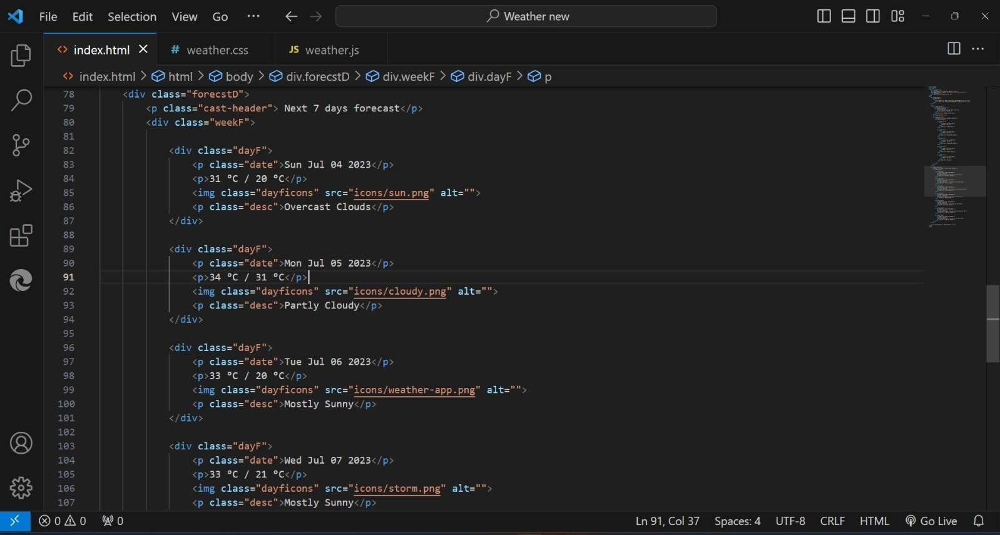 File Edit Selection View Go ··· Weather new
index.html weather.css JS weather.js
index.html > html > body > div.forecstD > div.weekF > div.dayF > p
78 <div class="forecstD">
79 <p class="cast-header"> Next 7 days forecast</p>
80 <div class="weekF">
81
82 <div class="dayF">
83 <p class="date">Sun Jul 04 2023</p>
84 <p>31 °C / 20 °C</p>
85 <img class="dayficons" src="icons/sun.png" alt="">
86 <p class="desc">Overcast Clouds</p>
87 </div>
88
89 <div class="dayF">
90 <p class="date">Mon Jul 05 2023</p>
91 <p>34 °C / 31 °C</p>
92 <img class="dayficons" src="icons/cloudy.png" alt="">
93 <p class="desc">Partly Cloudy</p>
94 </div>
95
96 <div class="dayF">
97 <p class="date">Tue Jul 06 2023</p>
98 <p>33 °C / 20 °C</p>
99 <img class="dayficons" src="icons/weather-app.png" alt="">
100 <p class="desc">Mostly Sunny</p>
101 </div>
102
103 <div class="dayF">
104 <p class="date">Wed Jul 07 2023</p>
105 <p>33 °C / 21 °C</p>
106 <img class="dayficons" src="icons/storm.png" alt="">
107 <p class="desc">Mostly Sunny</p>
0 0 0 Ln 91, Col 37 Spaces: 4 UTF-8 CRLF HTML Go Live